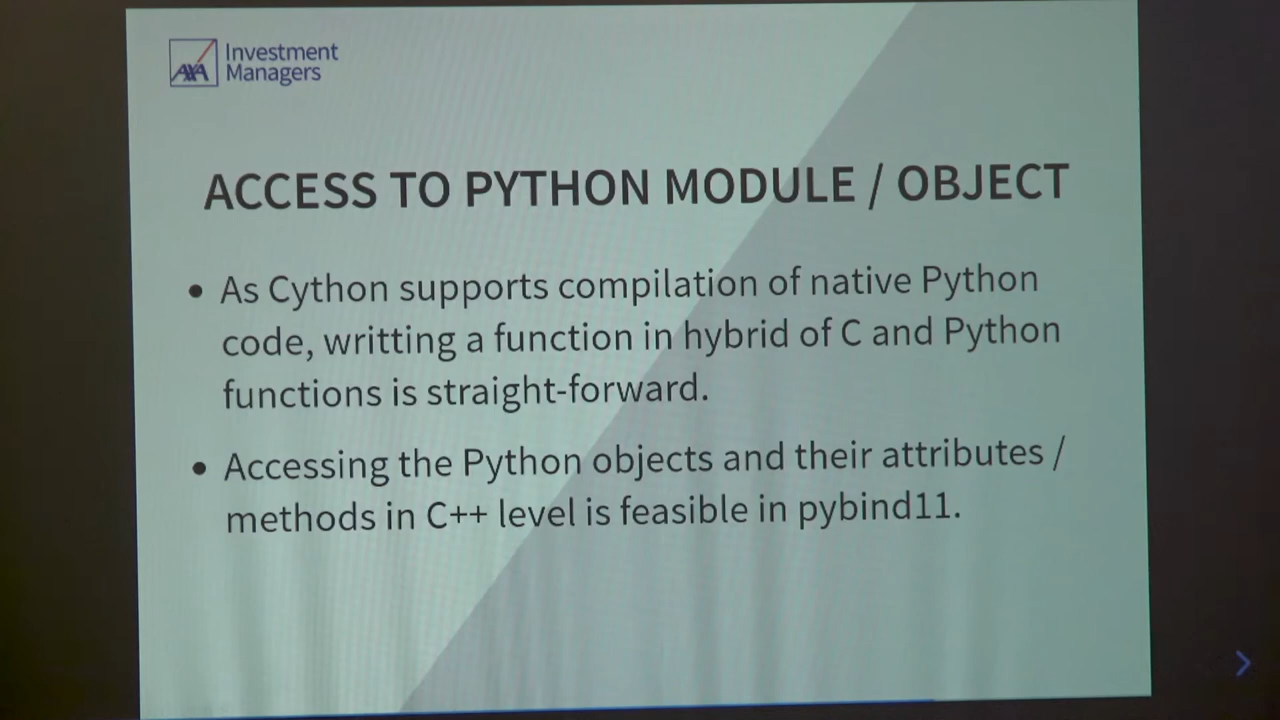 AXA Investment
Managers
ACCESS TO PYTHON MODULE / OBJECT
• As Cython supports compilation of native Python
code, writting a function in hybrid of C and Python
functions is straight-forward.
• Accessing the Python objects and their attributes /
methods in C++ level is feasible in pybind11.